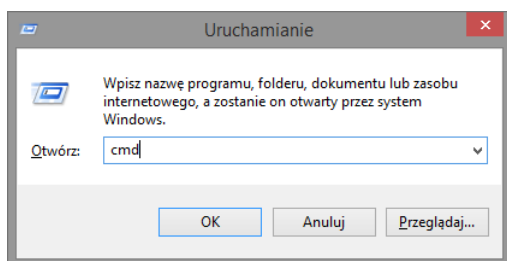 Uruchamianie
Wpisz nazwę programu, folderu, dokumentu lub zasobu
internetowego, a zostanie on otwarty przez system
Windows.
Otwórz: cmd
OK Anuluj Przeglądaj...